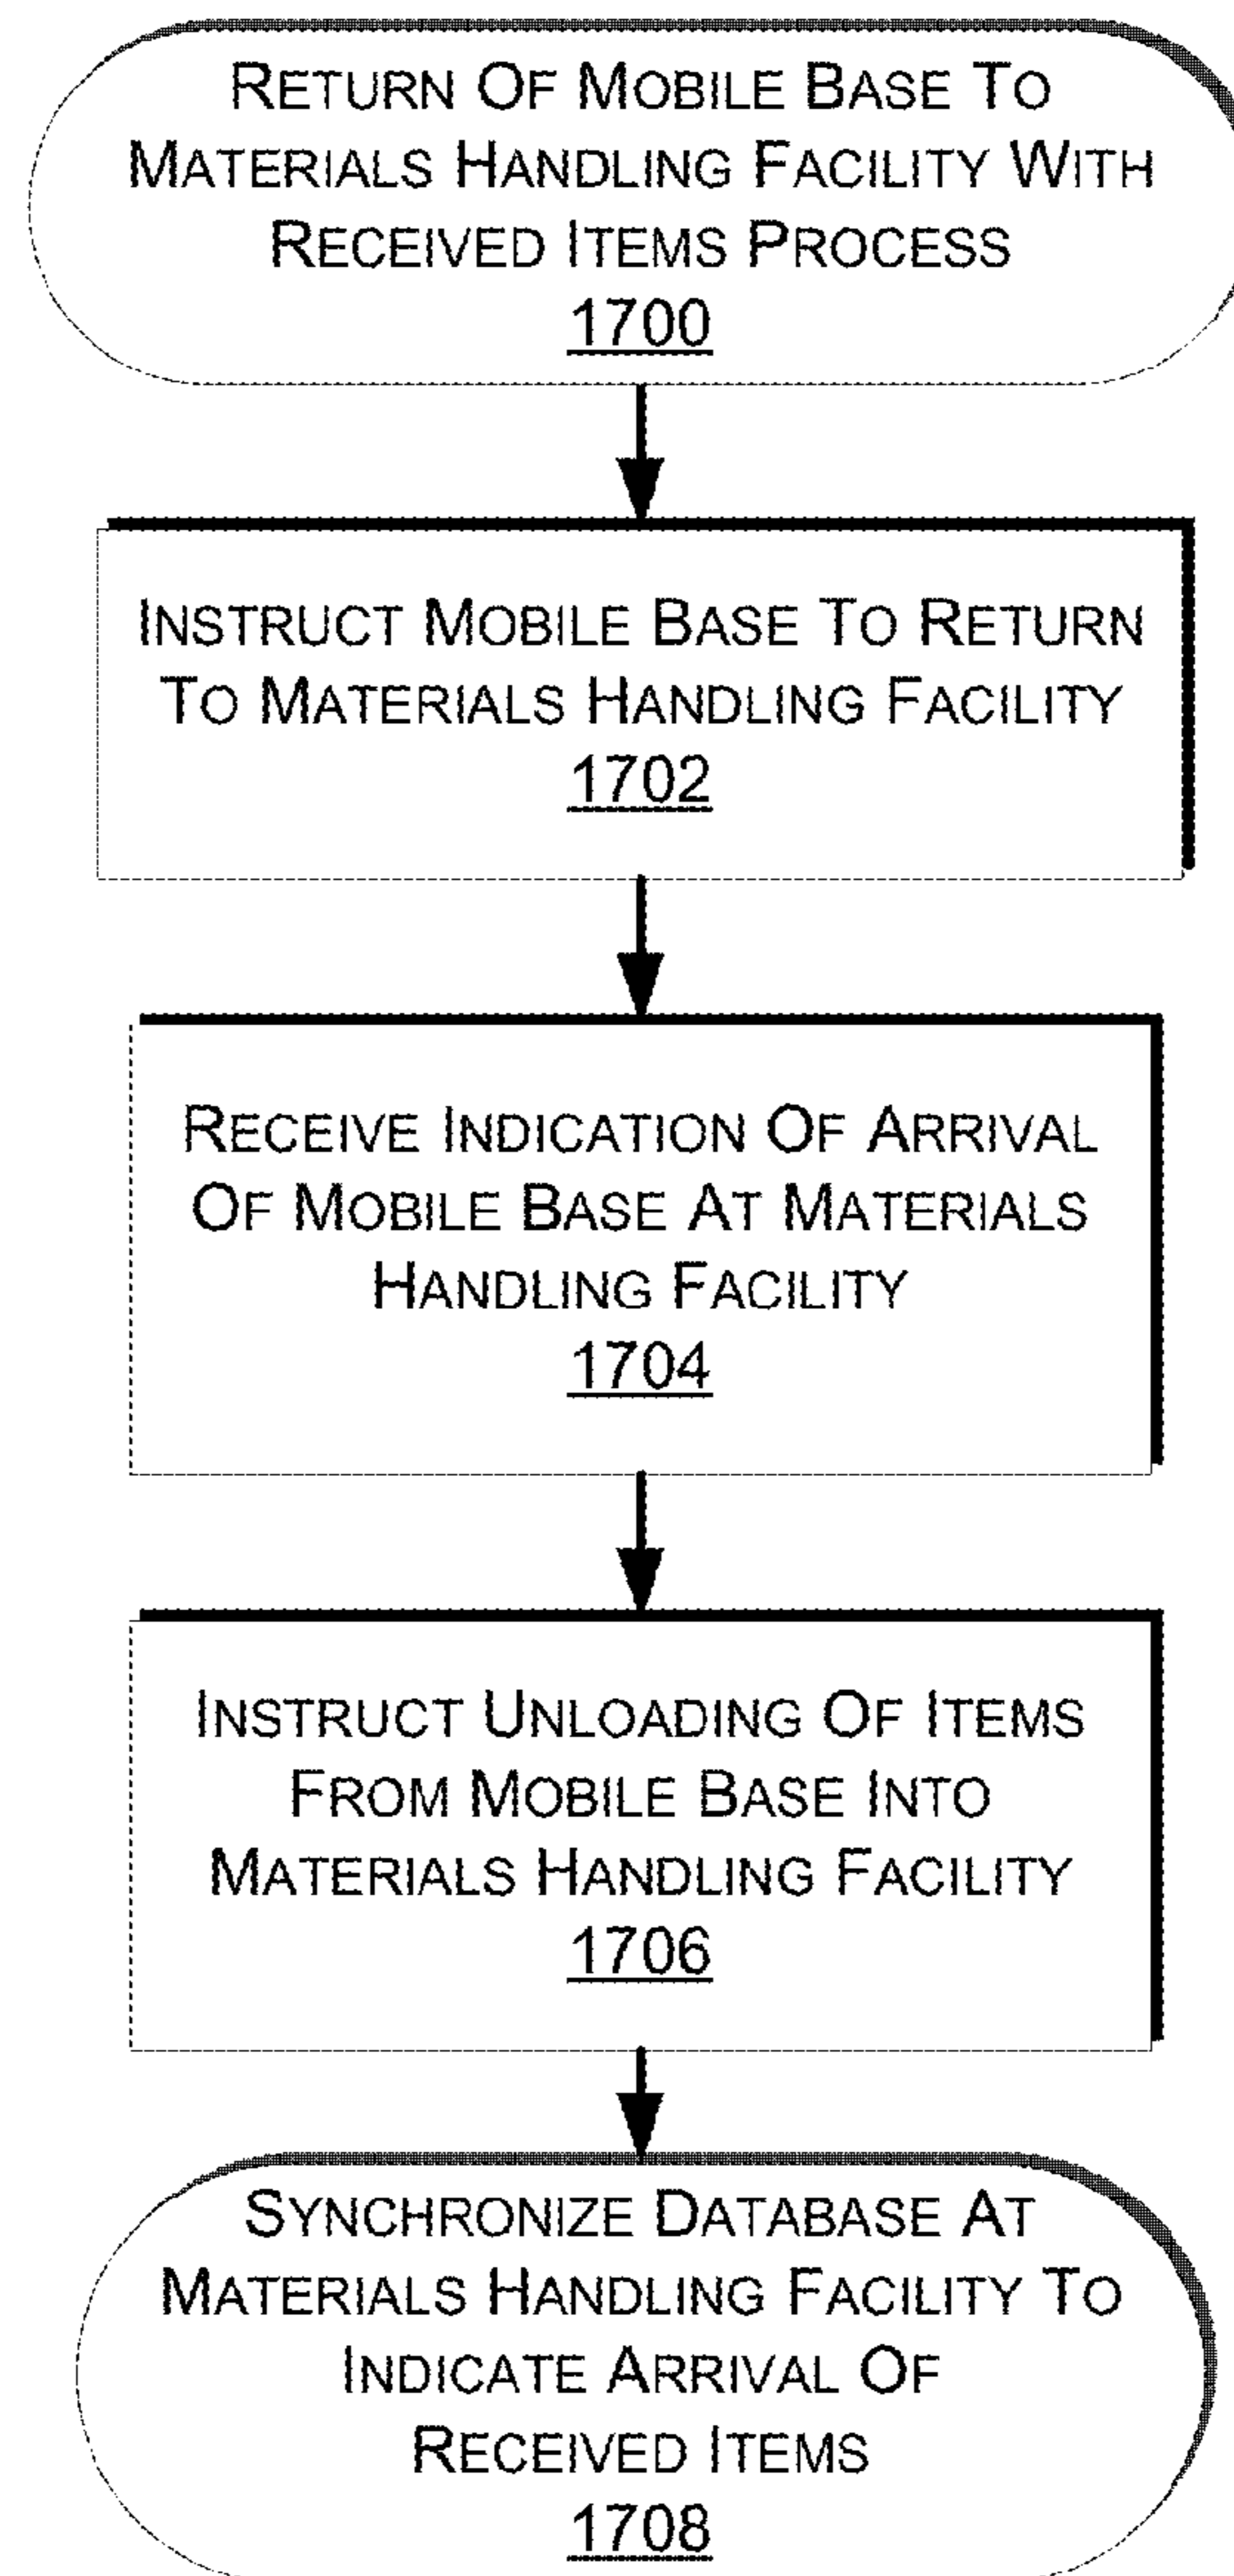 RETURN OF MOBILE BASE TO
MATERIALS HANDLING FACILITY WITH
RECEIVED ITEMS PROCESS
1700
INSTRUCT MOBILE BASE TO RETURN
TO MATERIALS HANDLING FACILITY
1702
RECEIVE INDICATION OF ARRIVAL
OF MOBILE BASE AT MATERIALS
HANDLING FACILITY
1704
INSTRUCT UNLOADING OF ITEMS
FROM MOBILE BASE INTO
MATERIALS HANDLING FACILITY
1706
SYNCHRONIZE DATABASE AT
MATERIALS HANDLING FACILITY TO
INDICATE ARRIVAL OF
RECEIVED ITEMS
1708